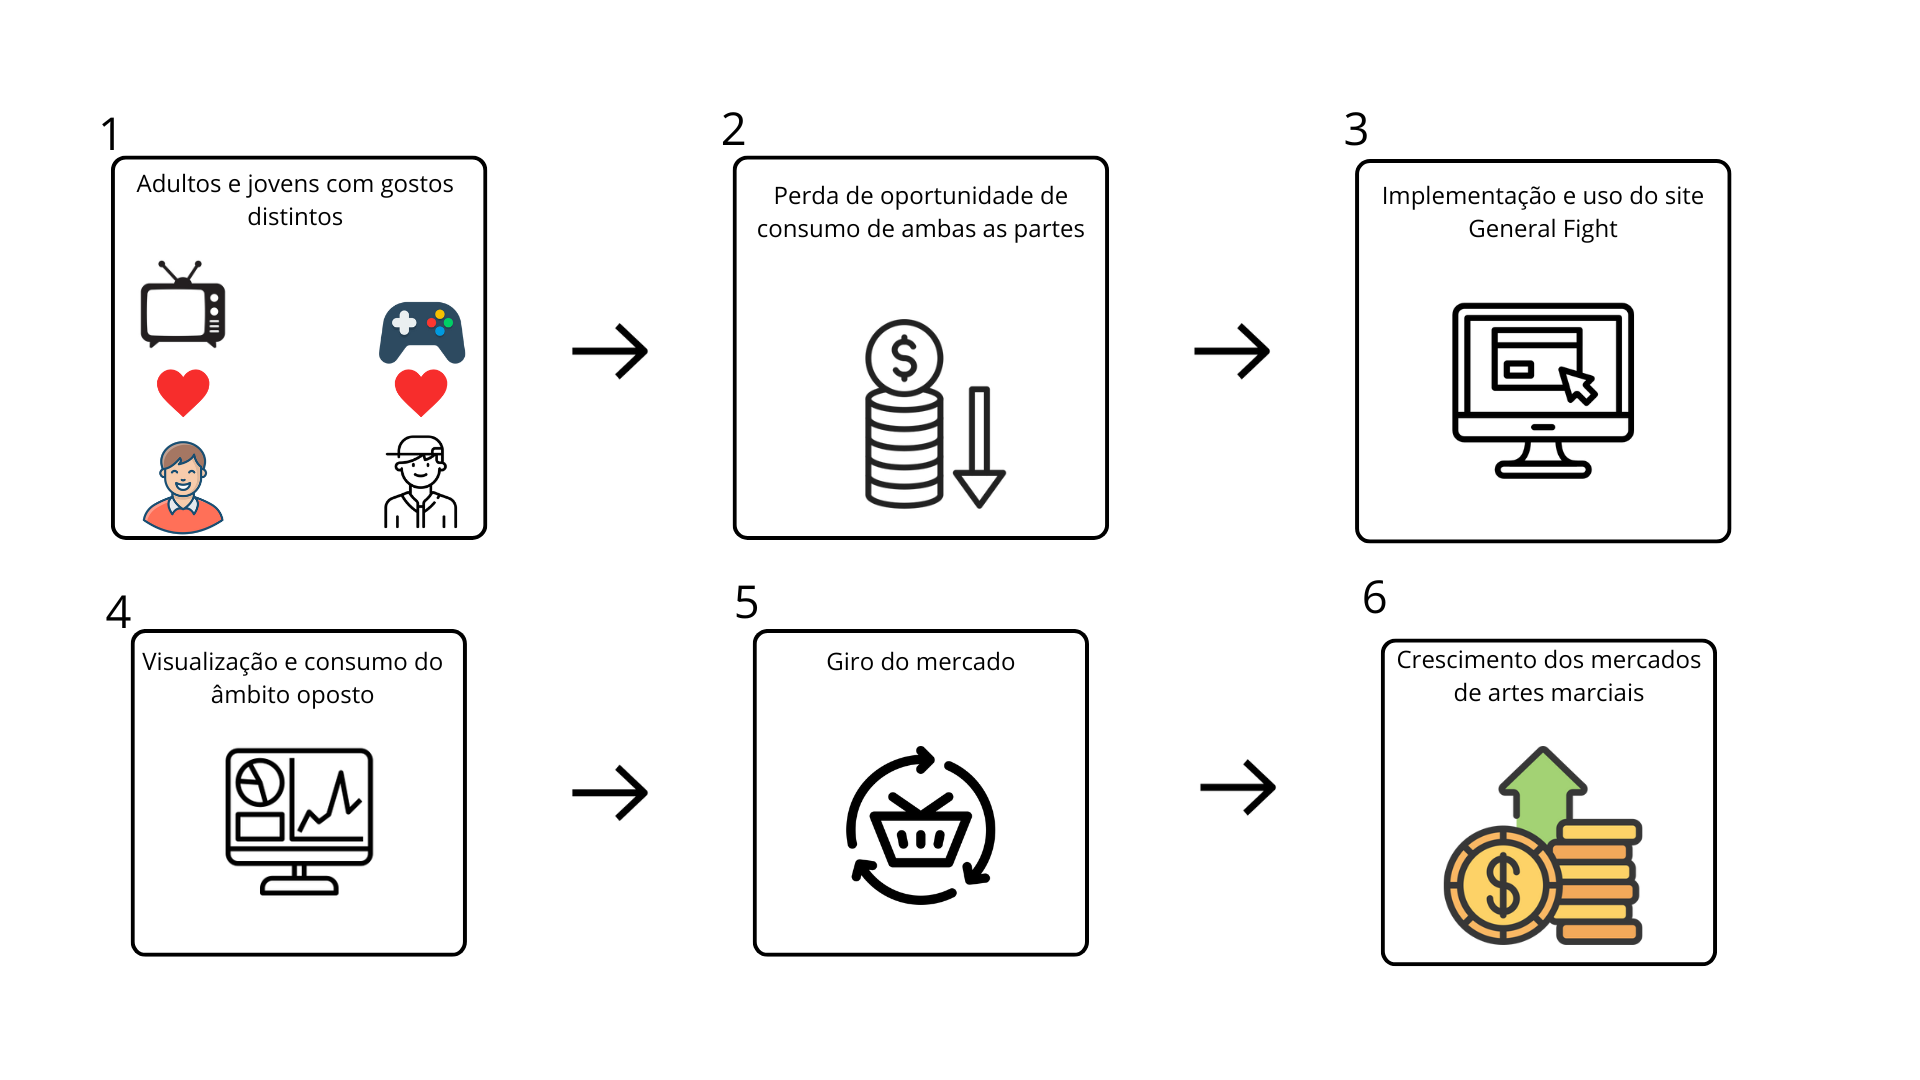 1
Adultos e jovens com gostos
distintos
2
Perda de oportunidade de
consumo de ambas as partes
3
Implementação e uso do site
General Fight
4
Visualização e consumo do
âmbito oposto
5
Giro do mercado
6
Crescimento dos mercados
de artes marciais